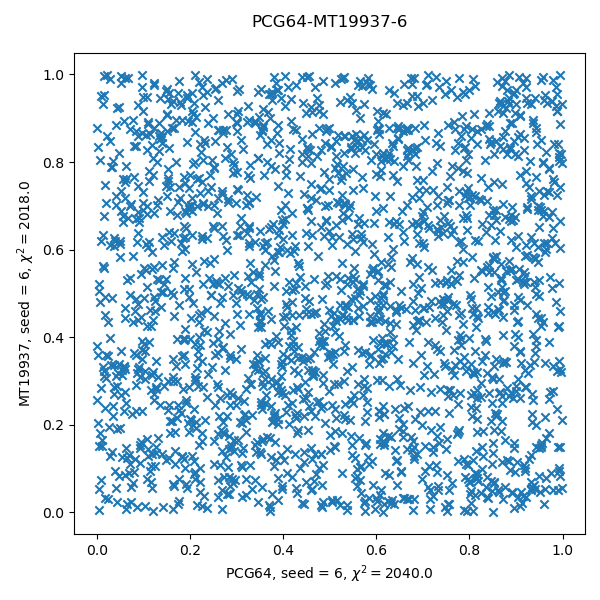 PCG64-MT19937-6
MT19937, seed = 6, χ² = 2018.0
1.0
0.8
0.6
0.4
0.2
0.0
0.0 0.2 0.4 0.6 0.8 1.0
PCG64, seed = 6, χ² = 2040.0